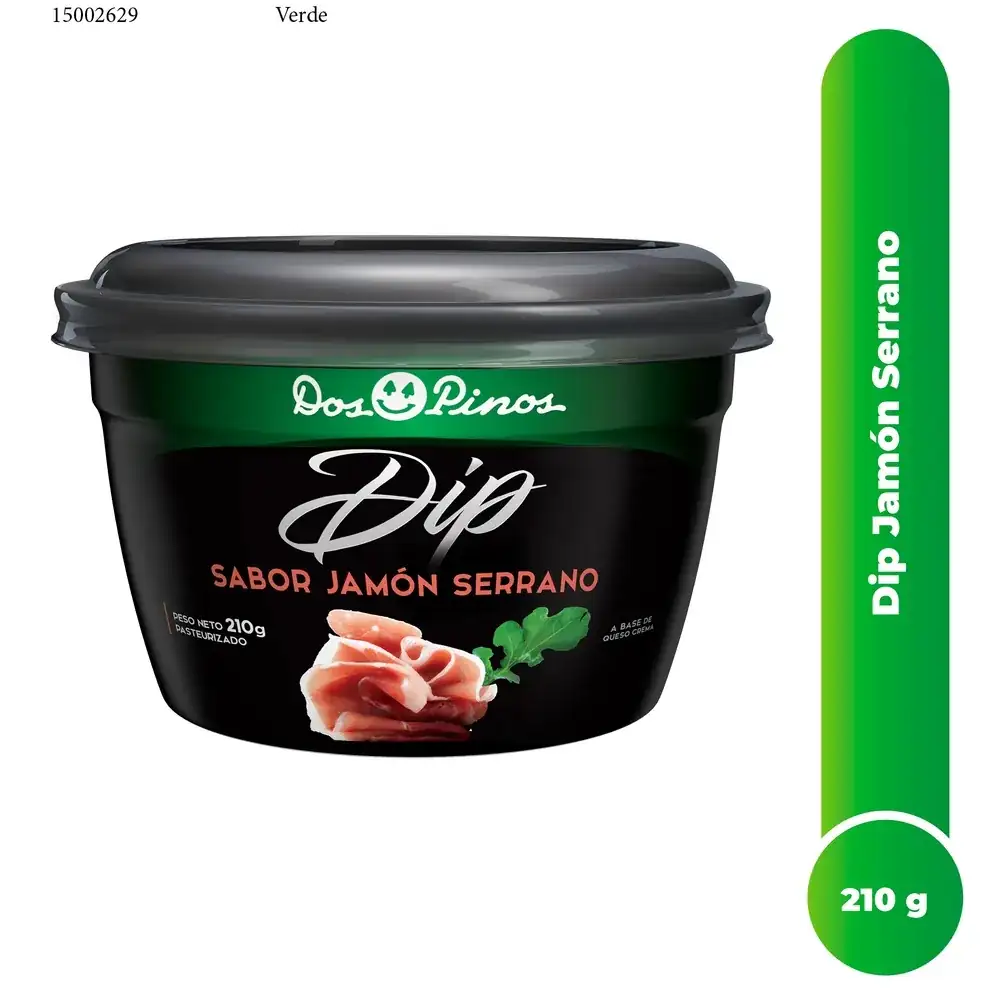 15002629 Verde
Dos Pinos
Dip
SABOR JAMÓN SERRANO
PESO NETO 210g
PASTEURIZADO
A BASE DE
QUESO CREMA
Dip Jamón Serrano
210 g